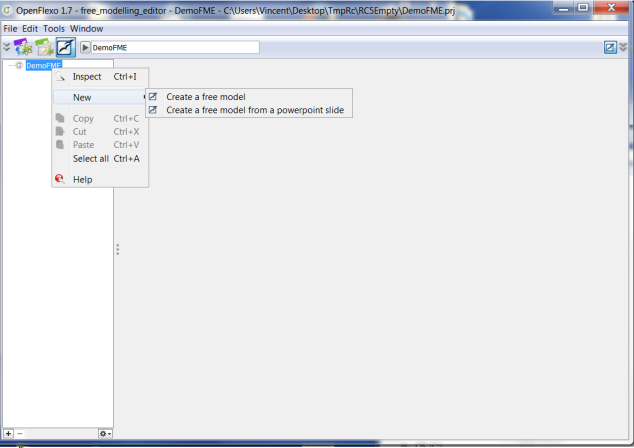 OpenFlexo 1.7 - free_modelling_editor - DemoFME - C:\Users\Vincent\Desktop\TmpRc\RC5Empty\DemoFME.prj
File Edit Tools Window
DemoFME
DemoFME
Inspect Ctrl+I
New
Create a free model
Create a free model from a powerpoint slide
Copy Ctrl+C
Cut Ctrl+X
Paste Ctrl+V
Select all Ctrl+A
Help